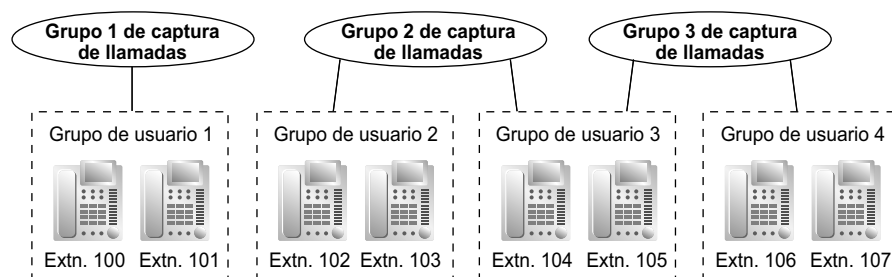 Grupo 1 de captura
de llamadas
Grupo 2 de captura
de llamadas
Grupo 3 de captura
de llamadas
Grupo de usuario 1
Grupo de usuario 2
Grupo de usuario 3
Grupo de usuario 4
Extn. 100 Extn. 101
Extn. 102 Extn. 103
Extn. 104 Extn. 105
Extn. 106 Extn. 107